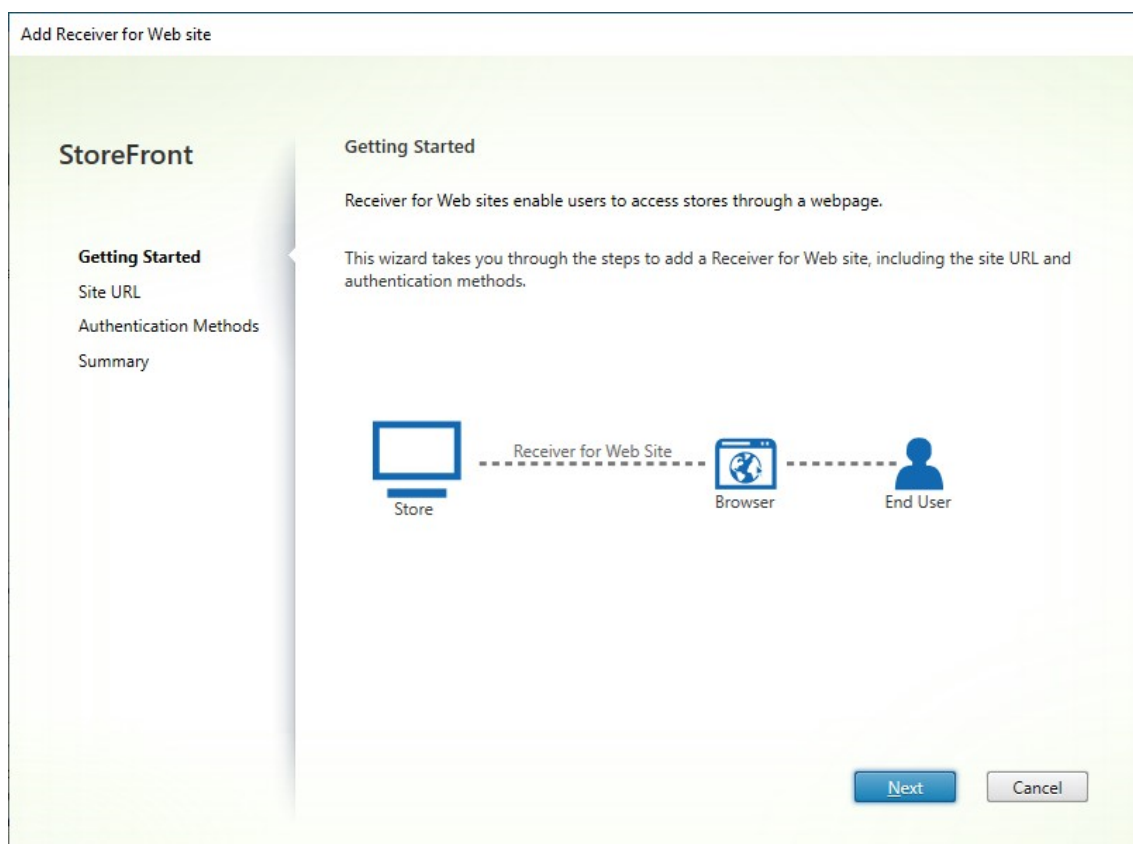 Add Receiver for Web site
StoreFront
Getting Started
Site URL
Authentication Methods
Summary
Getting Started
Receiver for Web sites enable users to access stores through a webpage.
This wizard takes you through the steps to add a Receiver for Web site, including the site URL and
authentication methods.
Receiver for Web Site
Store
Browser
End User
Next
Cancel